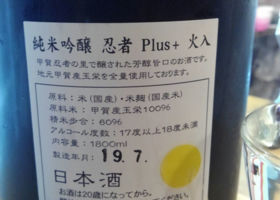 純米吟醸 忍者 Plus+ 火入
甲賀忍者の里で醸された芳醇旨口のお酒です。
地元甲賀産玉栄を全量使用しております。
原料:米(国産)・米麹(国産米)
原料米:甲賀産玉栄100%
精米歩合:60%
アルコール度数:17度以上18度未満
内容量:1800ml
製造年月:19.7.
日本酒
お酒は20歳になってから。